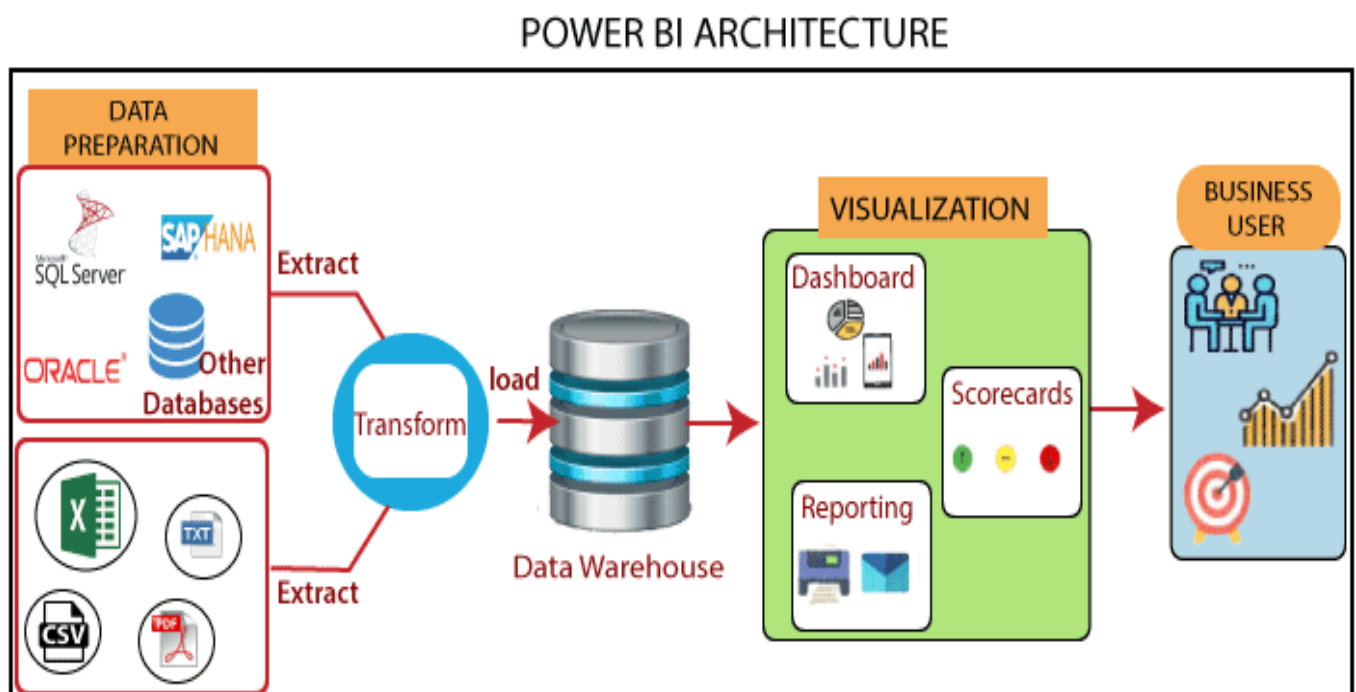 POWER BI ARCHITECTURE
DATA
PREPARATION
Microsoft
SQL Server
SAP HANA
ORACLE®
Other
Databases
Extract
X
TXT
CSV
PDF
Extract
Transform
load
Data Warehouse
VISUALIZATION
Dashboard
Scorecards
Reporting
BUSINESS
USER